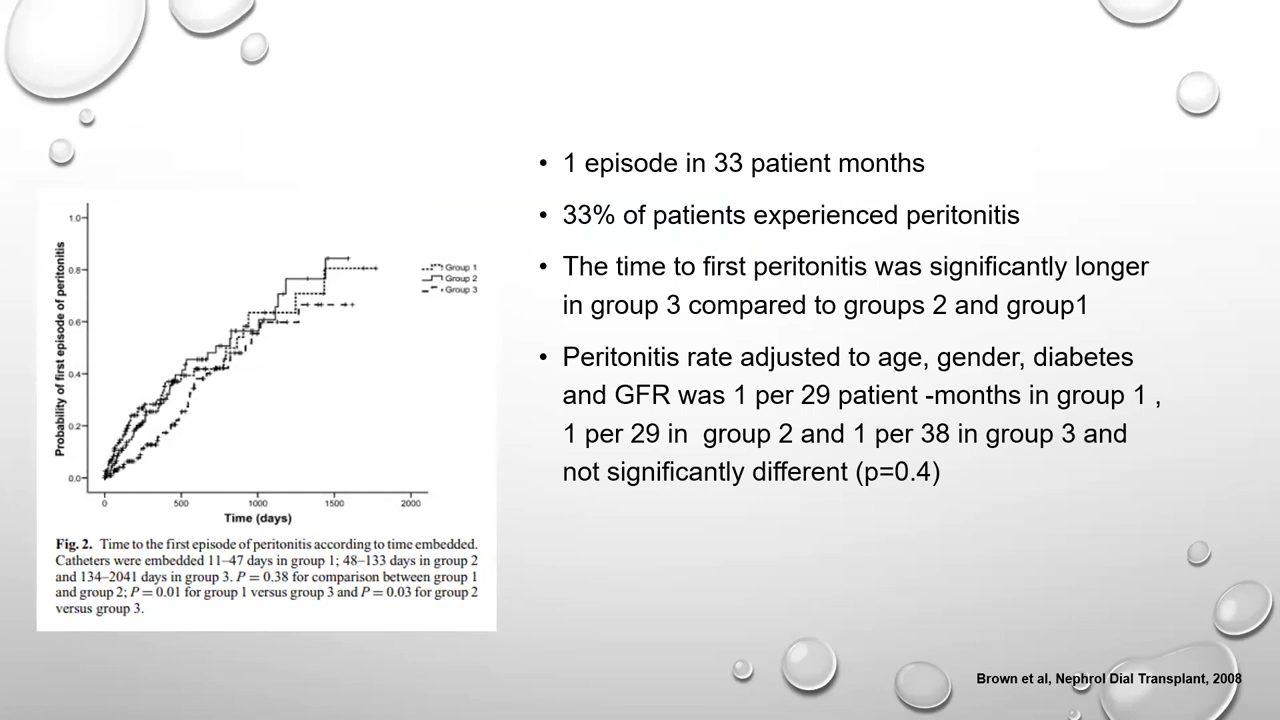 • 1 episode in 33 patient months
• 33% of patients experienced peritonitis
• The time to first peritonitis was significantly longer
in group 3 compared to groups 2 and group1
• Peritonitis rate adjusted to age, gender, diabetes
and GFR was 1 per 29 patient -months in group 1 ,
1 per 29 in  group 2 and 1 per 38 in group 3 and
not significantly different (p=0.4)
Probability of first episode of peritonitis
1.0
0.8
0.6
0.4
0.2
0.0
0 500 1000 1500 2000
Time (days)
Group 1
Group 2
Group 3
Fig. 2. Time to the first episode of peritonitis according to time embedded.
Catheters were embedded 11–47 days in group 1; 48–133 days in group 2
and 134–2041 days in group 3. P = 0.38 for comparison between group 1
and group 2; P = 0.01 for group 1 versus group 3 and P = 0.03 for group 2
versus group 3.
Brown et al, Nephrol Dial Transplant, 2008